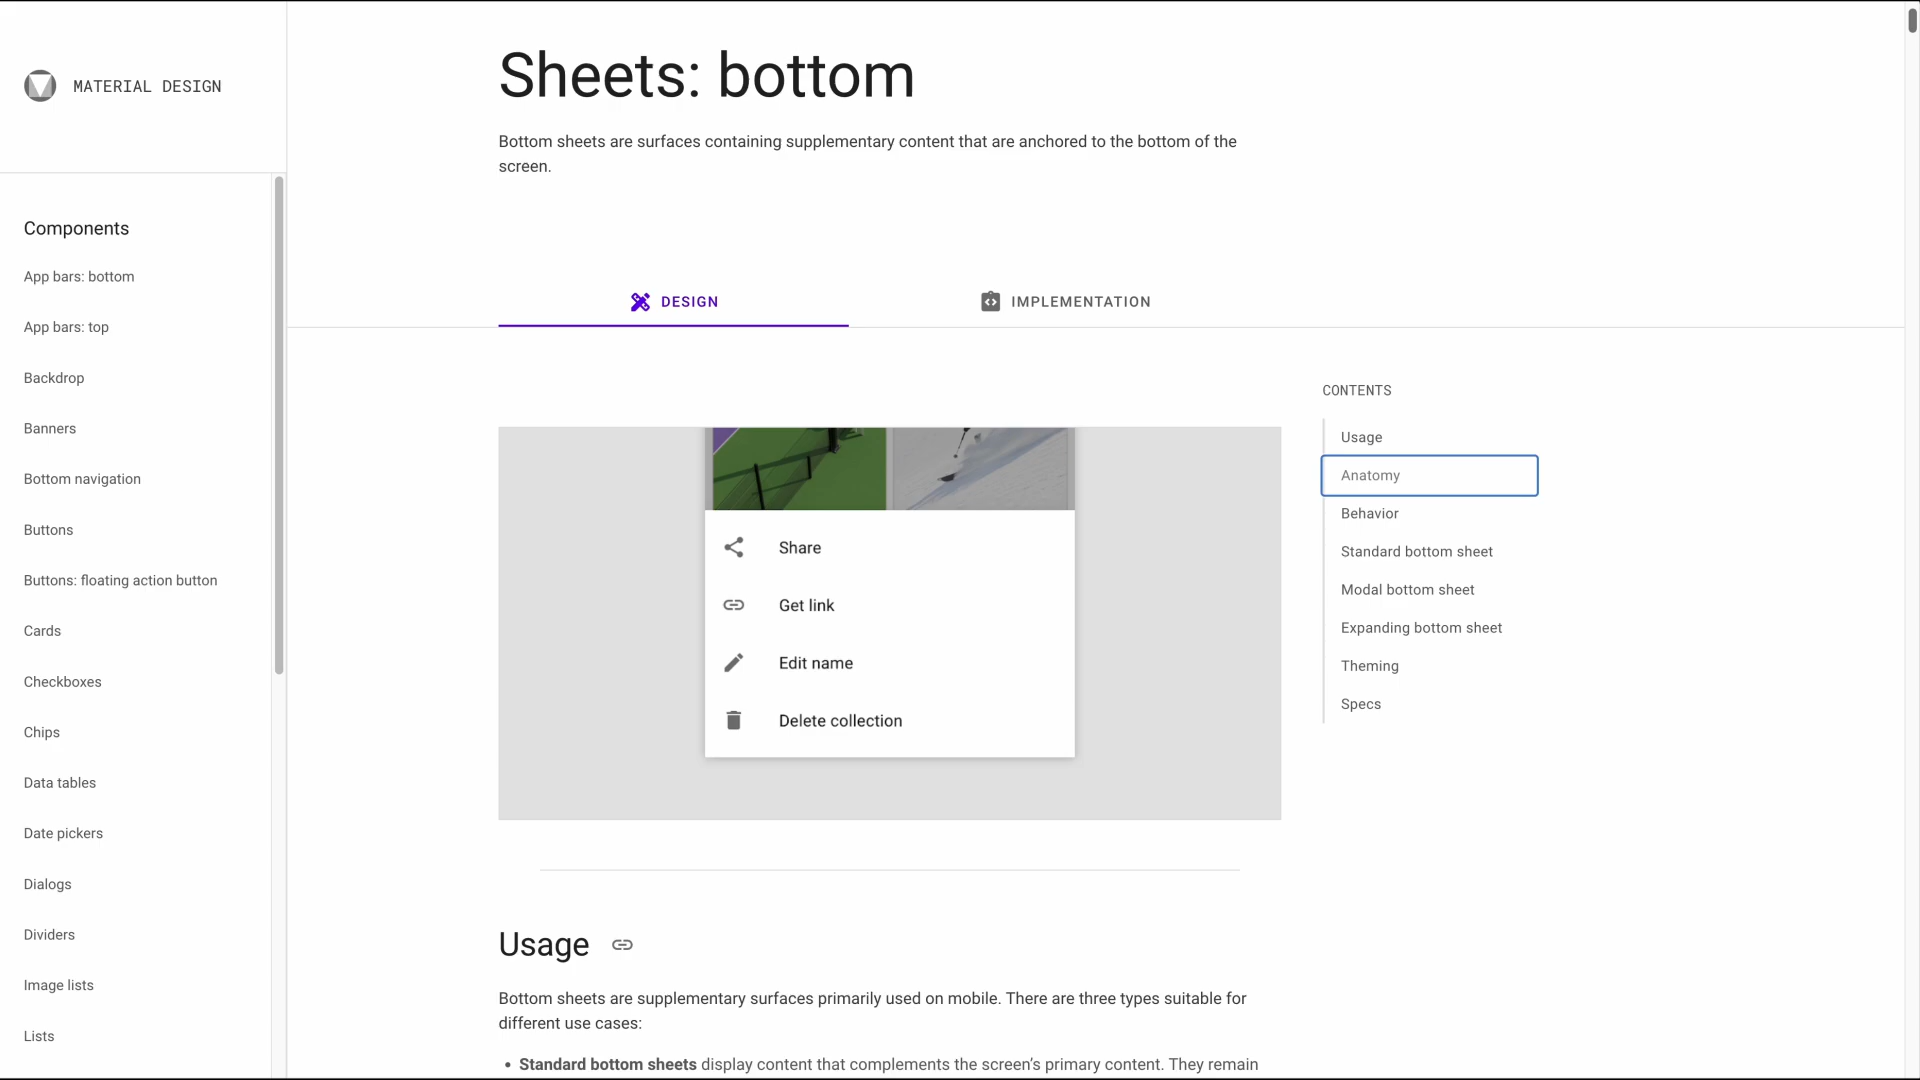 MATERIAL DESIGN
Components
App bars: bottom
App bars: top
Backdrop
Banners
Bottom navigation
Buttons
Buttons: floating action button
Cards
Checkboxes
Chips
Data tables
Date pickers
Dialogs
Dividers
Image lists
Lists
Sheets: bottom
Bottom sheets are surfaces containing supplementary content that are anchored to the bottom of the
screen.
DESIGN
IMPLEMENTATION
Share
Get link
Edit name
Delete collection
CONTENTS
Usage
Anatomy
Behavior
Standard bottom sheet
Modal bottom sheet
Expanding bottom sheet
Theming
Specs
Usage
Bottom sheets are supplementary surfaces primarily used on mobile. There are three types suitable for
different use cases:
• Standard bottom sheets display content that complements the screen’s primary content. They remain